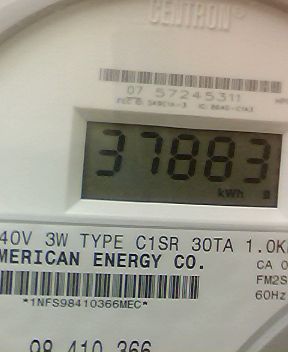 CENTRON®
07 57245311
37883
kWh
40V 3W TYPE C1SR 30TA 1.0K
MERICAN ENERGY CO.
CA 0
FM2S
60Hz
*1NFS98410366MEC*
98 410 366